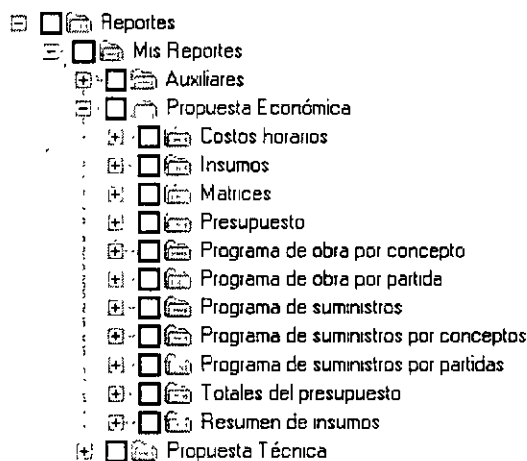 Reportes
Mis Reportes
Auxiliares
Propuesta Económica
Costos horarios
Insumos
Matrices
Presupuesto
Programa de obra por concepto
Programa de obra por partida
Programa de suministros
Programa de suministros por conceptos
Programa de suministros por partidas
Totales del presupuesto
Resumen de insumos
Propuesta Técnica